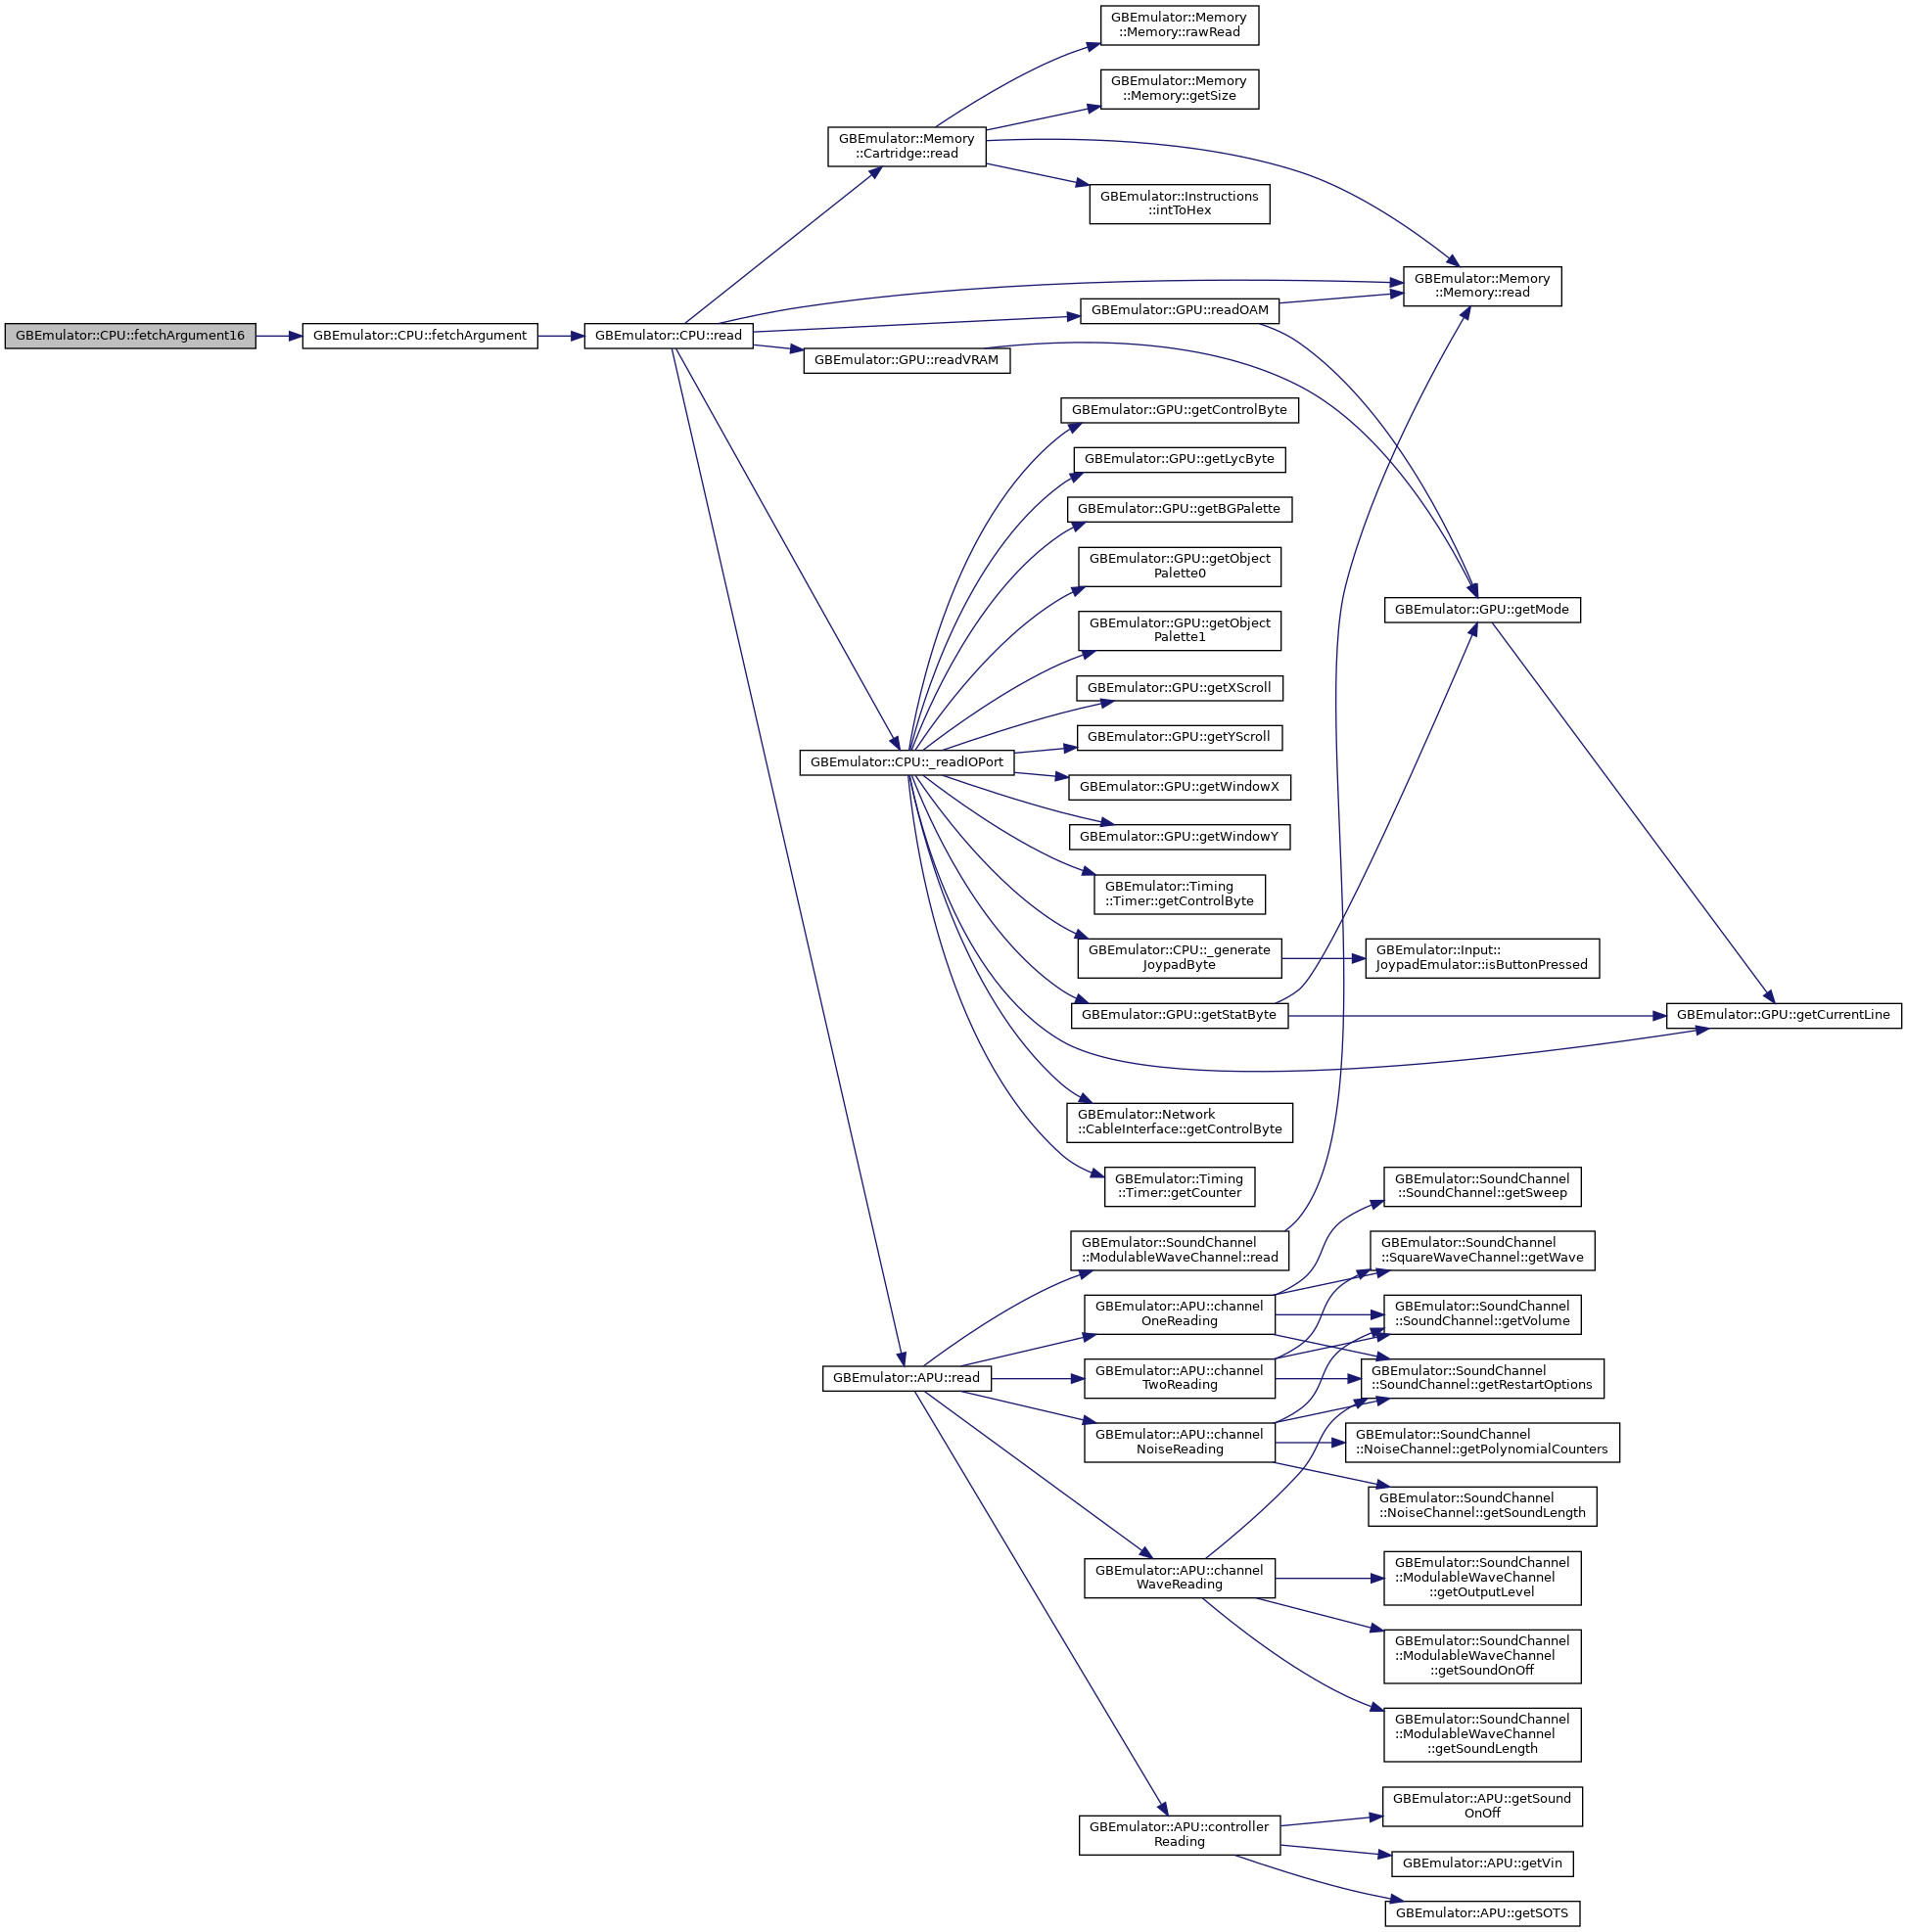 GBEmulator::CPU::fetchArgument16
GBEmulator::CPU::fetchArgument
GBEmulator::CPU::read
GBEmulator::Memory
::Cartridge::read
GBEmulator::Memory
::Memory::rawRead
GBEmulator::Memory
::Memory::getSize
GBEmulator::Instructions
::intToHex
GBEmulator::Memory
::Memory::read
GBEmulator::GPU::readOAM
GBEmulator::GPU::readVRAM
GBEmulator::GPU::getControlByte
GBEmulator::GPU::getLycByte
GBEmulator::GPU::getBGPalette
GBEmulator::GPU::getObject
Palette0
GBEmulator::GPU::getMode
GBEmulator::GPU::getObject
Palette1
GBEmulator::GPU::getXScroll
GBEmulator::GPU::getYScroll
GBEmulator::CPU::_readIOPort
GBEmulator::GPU::getWindowX
GBEmulator::GPU::getWindowY
GBEmulator::Timing
::Timer::getControlByte
GBEmulator::CPU::_generate
JoypadByte
GBEmulator::Input::
JoypadEmulator::isButtonPressed
GBEmulator::GPU::getStatByte
GBEmulator::GPU::getCurrentLine
GBEmulator::Network
::CableInterface::getControlByte
GBEmulator::Timing
::Timer::getCounter
GBEmulator::SoundChannel
::SoundChannel::getSweep
GBEmulator::SoundChannel
::ModulableWaveChannel::read
GBEmulator::SoundChannel
::SquareWaveChannel::getWave
GBEmulator::APU::channel
OneReading
GBEmulator::SoundChannel
::SoundChannel::getVolume
GBEmulator::APU::read
GBEmulator::APU::channel
TwoReading
GBEmulator::SoundChannel
::SoundChannel::getRestartOptions
GBEmulator::APU::channel
NoiseReading
GBEmulator::SoundChannel
::NoiseChannel::getPolynomialCounters
GBEmulator::SoundChannel
::NoiseChannel::getSoundLength
GBEmulator::APU::channel
WaveReading
GBEmulator::SoundChannel
::ModulableWaveChannel
::getOutputLevel
GBEmulator::SoundChannel
::ModulableWaveChannel
::getSoundOnOff
GBEmulator::SoundChannel
::ModulableWaveChannel
::getSoundLength
GBEmulator::APU::controller
Reading
GBEmulator::APU::getSound
OnOff
GBEmulator::APU::getVin
GBEmulator::APU::getSOTS